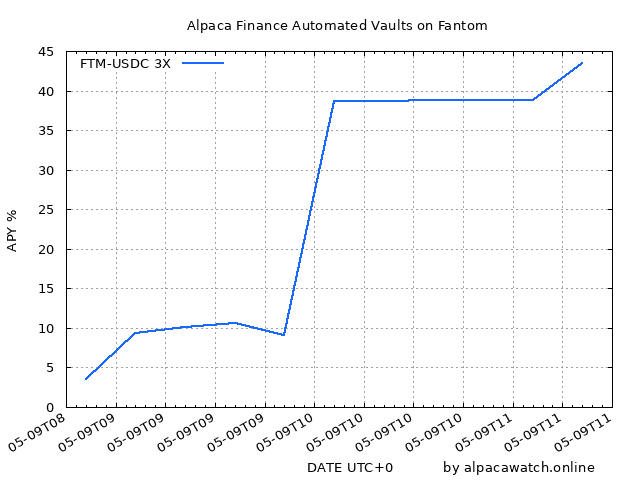 Alpaca Finance Automated Vaults on Fantom
FTM-USDC 3X
APY %
45
40
35
30
25
20
15
10
5
0
05-09T08
05-09T09
05-09T09
05-09T09
05-09T09
05-09T10
05-09T10
05-09T10
05-09T10
05-09T11
05-09T11
05-09T11
DATE UTC+0 by alpacawatch.online